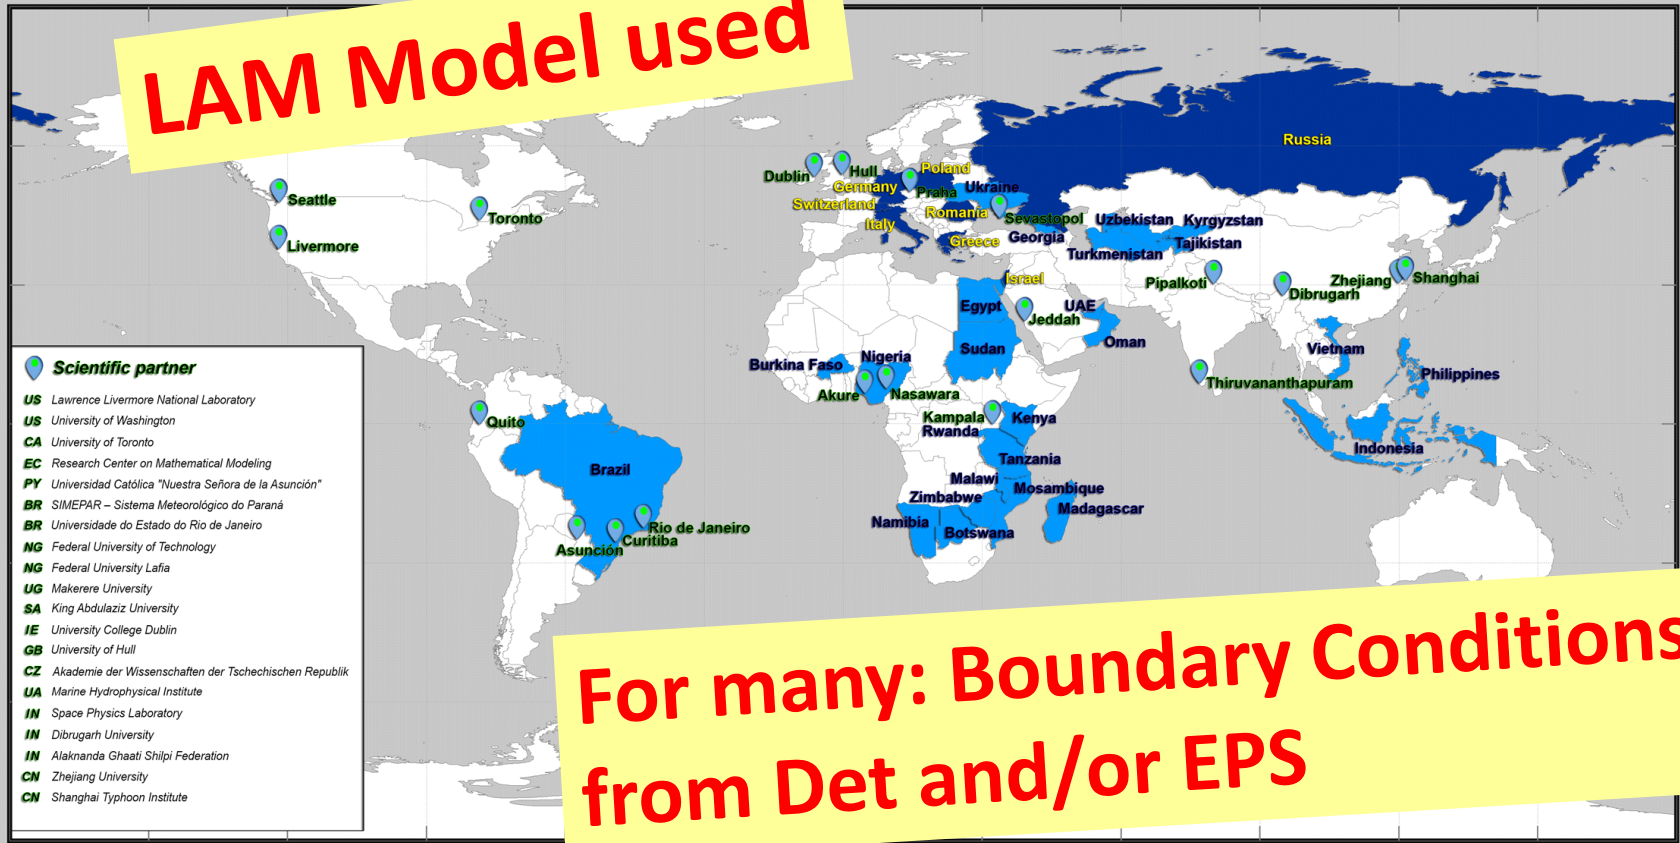 LAM Model used
Russia
Poland
Dublin
Hull
Germany
Praha
Ukraine
Seattle
Switzerland
Romania
Sevastopol
Toronto
Uzbekistan
Kyrgyzstan
Italy
Georgia
Greece
Tajikistan
Livermore
Turkmenistan
Israel
Pipalkoti
Zhejiang
Shanghai
Dibrugarh
Egypt
UAE
Jeddah
Oman
Sudan
Vietnam
Burkina Faso
Nigeria
Philippines
Thiruvananthapuram
Akure
Nasawara
Kampala
Kenya
Quito
Rwanda
Indonesia
Brazil
Tanzania
Malawi
Mosambique
Zimbabwe
Madagascar
Namibia
Botswana
Rio de Janeiro
Curitiba
Asunción
Scientific partner
US Lawrence Livermore National Laboratory
US University of Washington
CA University of Toronto
EC Research Center on Mathematical Modeling
PY Universidad Católica "Nuestra Señora de la Asunción"
BR SIMEPAR – Sistema Meteorológico do Paraná
BR Universidade do Estado do Rio de Janeiro
NG Federal University of Technology
NG Federal University Lafia
UG Makerere University
SA King Abdulaziz University
IE University College Dublin
GB University of Hull
CZ Akademie der Wissenschaften der Tschechischen Republik
UA Marine Hydrophysical Institute
IN Space Physics Laboratory
IN Dibrugarh University
IN Alaknanda Ghaati Shilpi Federation
CN Zhejiang University
CN Shanghai Typhoon Institute
For many: Boundary Conditions
from Det and/or EPS